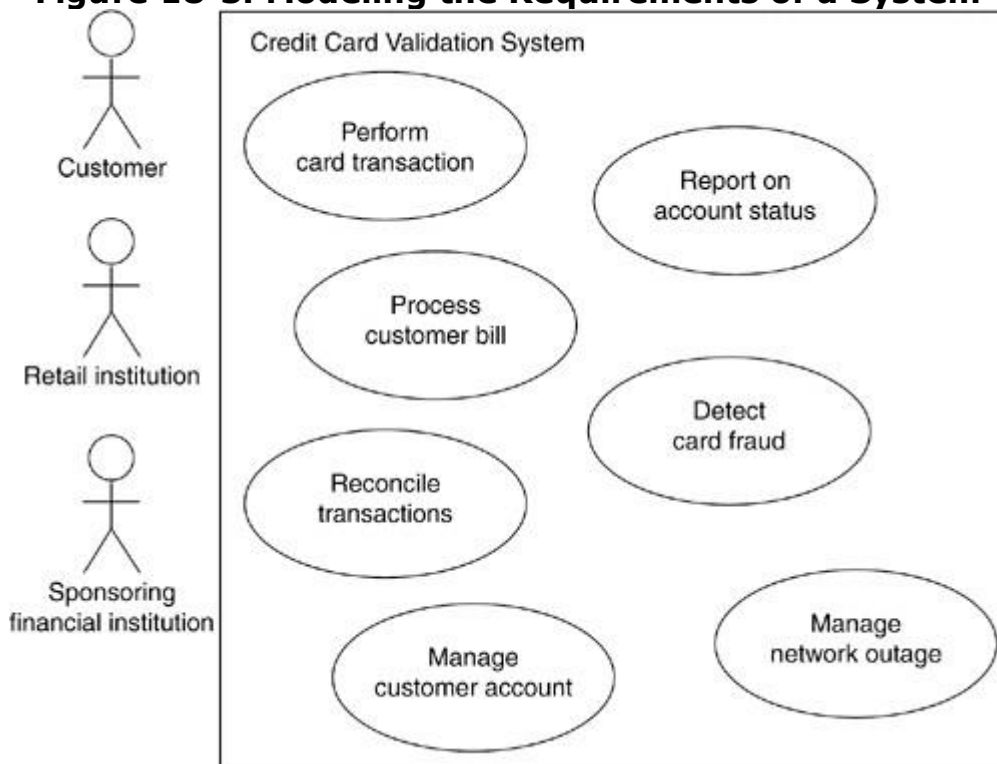 Figure 18-3. Modeling the Requirements of a System
Credit Card Validation System
Customer
Retail institution
Sponsoring
financial institution
Perform
card transaction
Report on
account status
Process
customer bill
Detect
card fraud
Reconcile
transactions
Manage
customer account
Manage
network outage